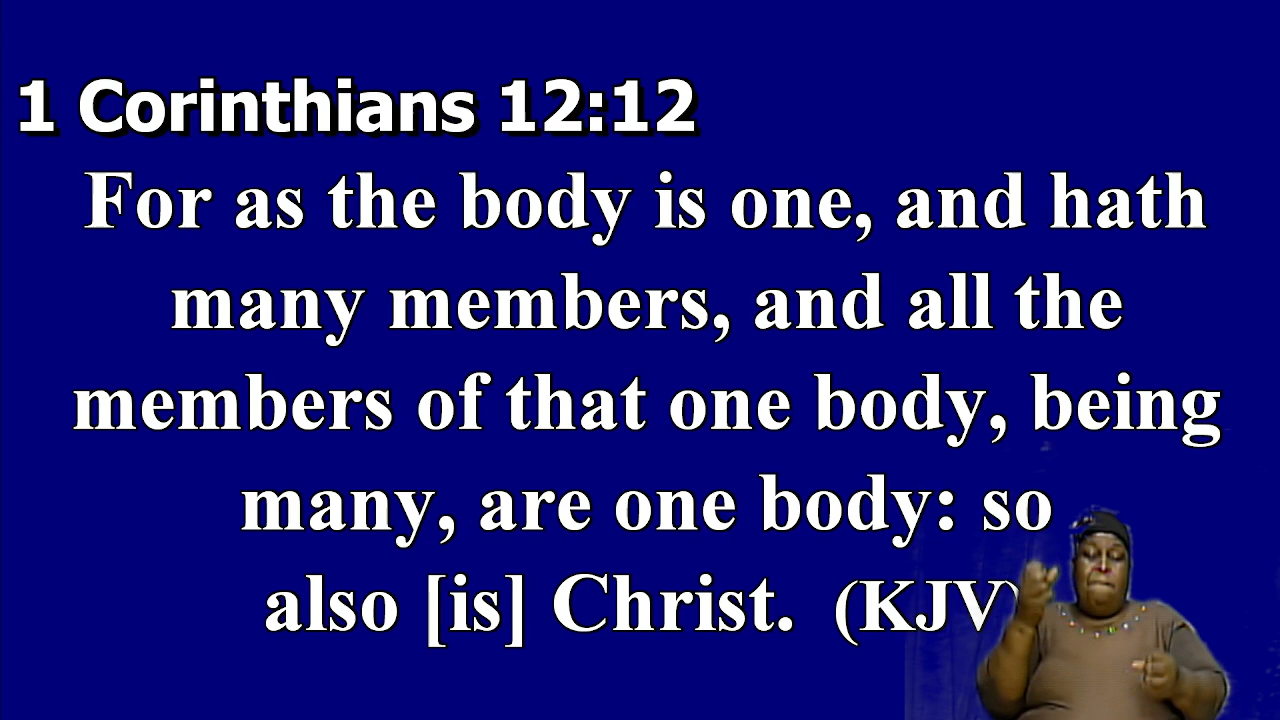 1 Corinthians 12:12
For as the body is one, and hath
many members, and all the
members of that one body, being
many, are one body: so
also [is] Christ. (KJV)